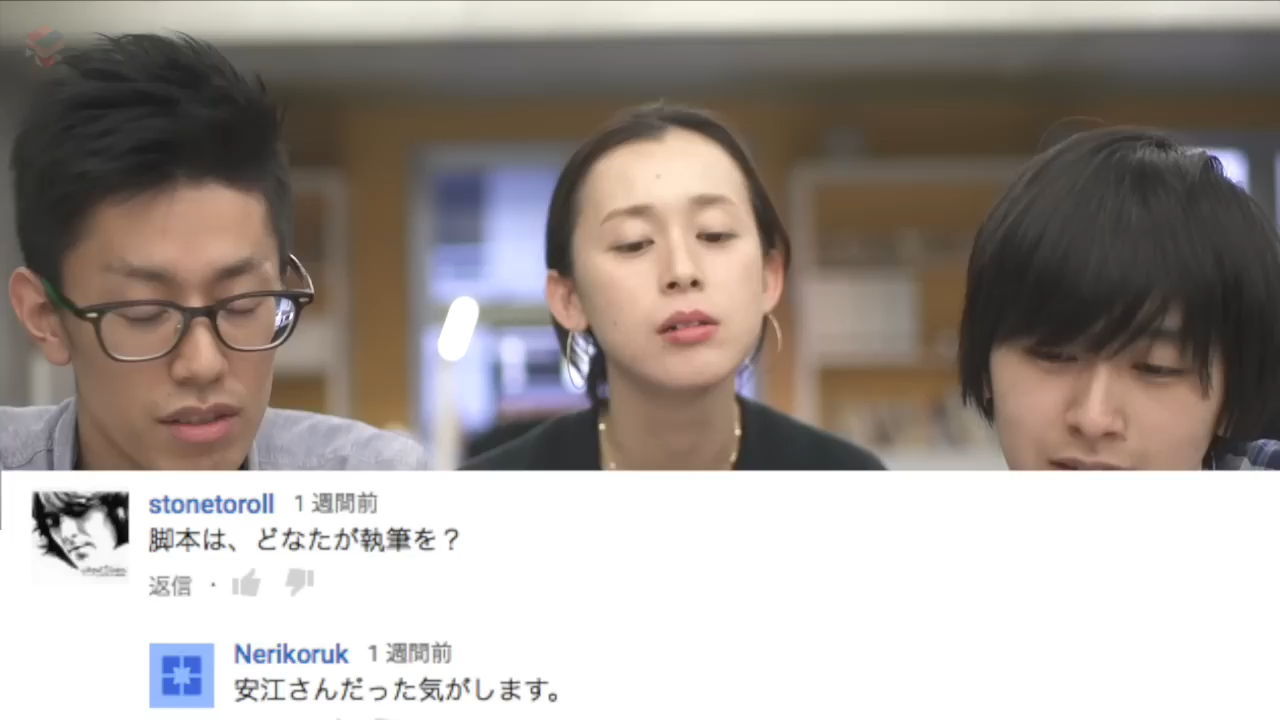 stonetoroll 1 週間前
脚本は、どなたが執筆を？
返信 ・
Nerikoruk 1 週間前
安江さんだった気がします。